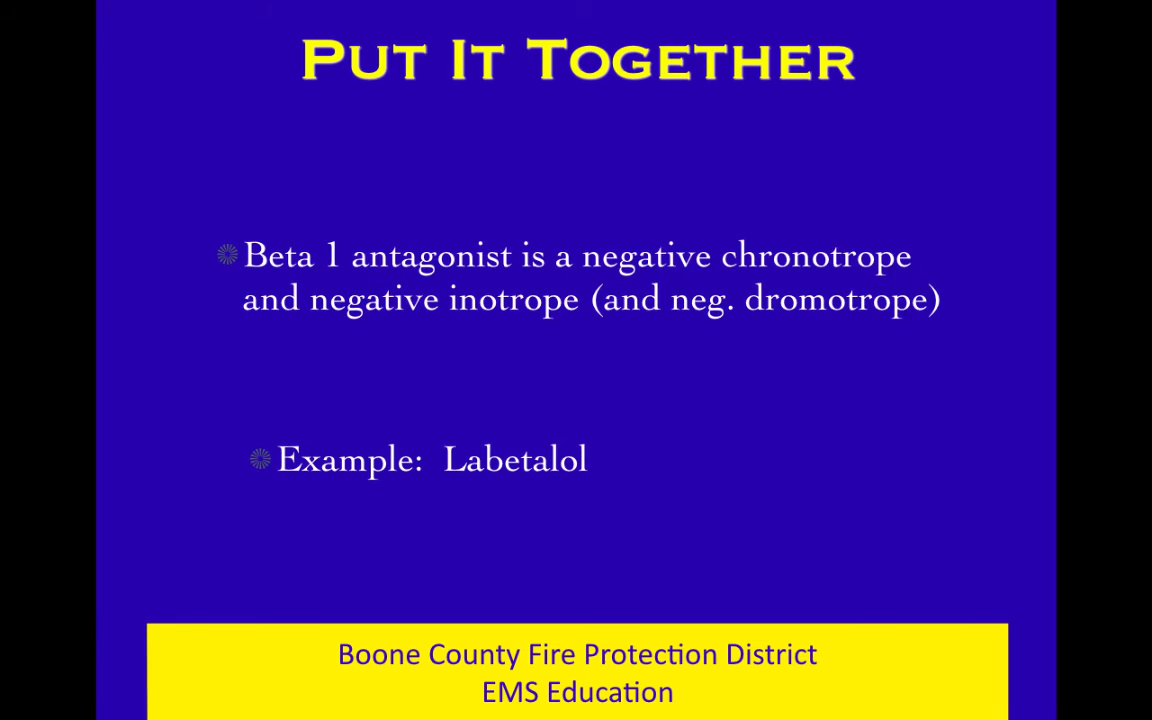 Put It Together
Beta 1 antagonist is a negative chronotrope
and negative inotrope (and neg. dromotrope)
Example: Labetalol
Boone County Fire Protection District
EMS Education